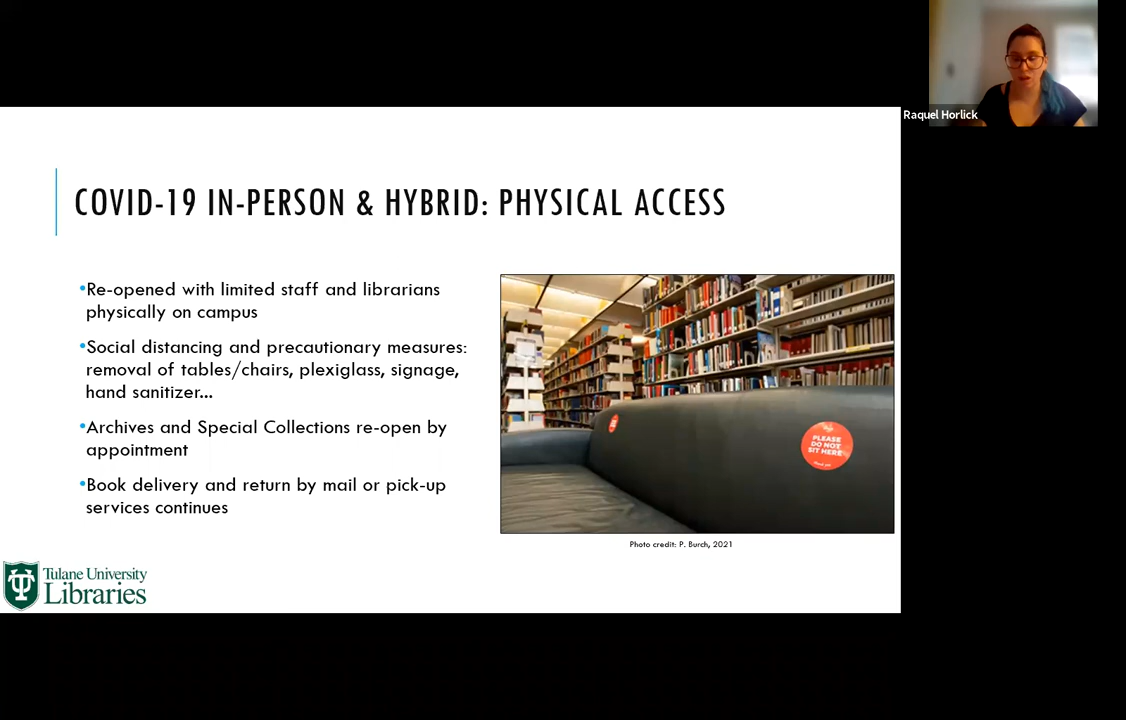 Raquel Horlick
COVID-19 IN-PERSON & HYBRID: PHYSICAL ACCESS
•Re-opened with limited staff and librarians
physically on campus
•Social distancing and precautionary measures:
removal of tables/chairs, plexiglass, signage,
hand sanitizer...
•Archives and Special Collections re-open by
appointment
•Book delivery and return by mail or pick-up
services continues
PLEASE
DO NOT
SIT HERE
Photo credit: P. Burch, 2021
Tulane University
Libraries